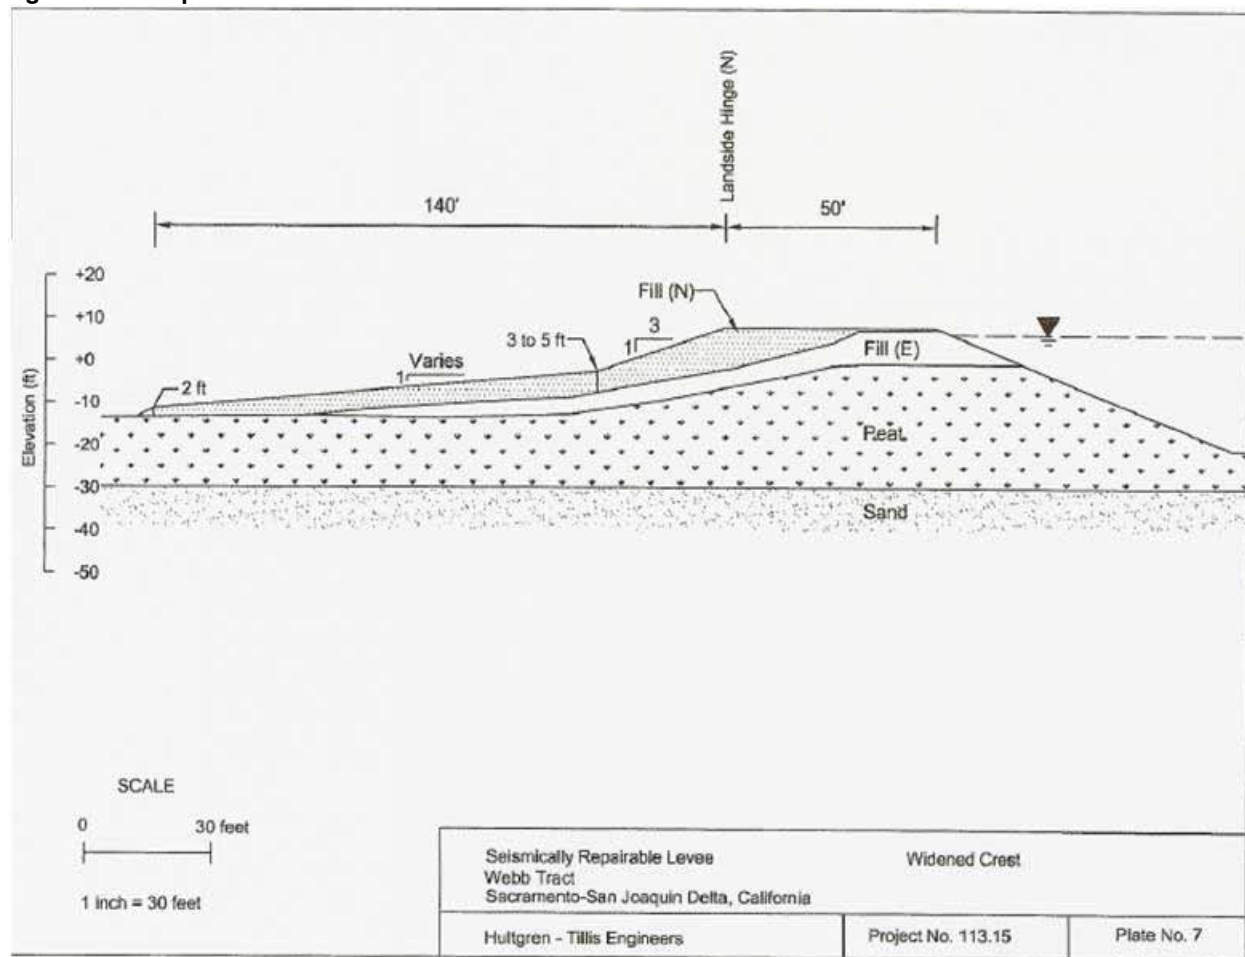 Landside Hinge (N)
140'
50'
+20
+10
+0
-10
-20
-30
-40
-50
Elevation (ft)
Fill (N)
3
1
3 to 5 ft
Varies
1
2 ft
Fill (E)
Peat
Sand
SCALE
0
30 feet
1 inch = 30 feet
Seismically Repairable Levee
Widened Crest
Webb Tract
Sacramento-San Joaquin Delta, California
Hultgren - Tillis Engineers
Project No. 113.15
Plate No. 7